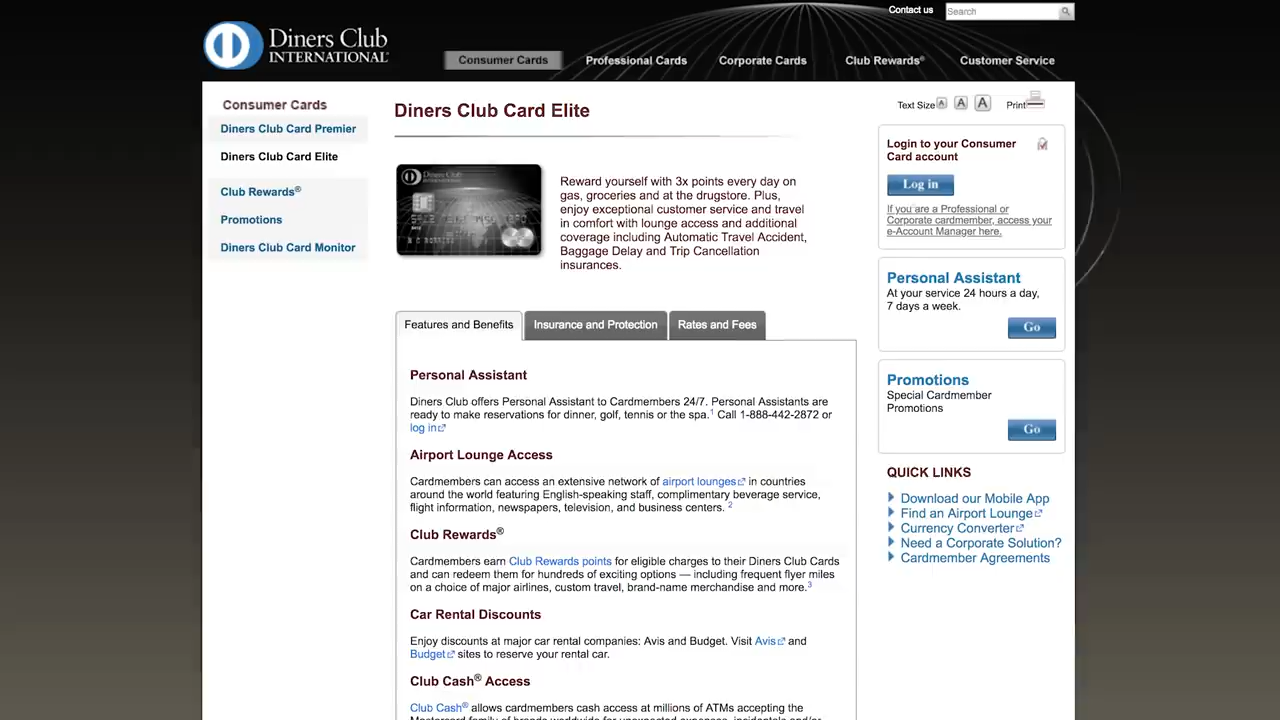 Contact us
Search
Diners Club
INTERNATIONAL®
Consumer Cards
Professional Cards
Corporate Cards
Club Rewards®
Customer Service
Consumer Cards
Diners Club Card Premier
Diners Club Card Elite
Club Rewards®
Promotions
Diners Club Card Monitor
Diners Club Card Elite
Diners Club
INTERNATIONAL
Reward yourself with 3x points every day on
gas, groceries and at the drugstore. Plus,
enjoy exceptional customer service and travel
in comfort with lounge access and additional
coverage including Automatic Travel Accident,
Baggage Delay and Trip Cancellation
insurances.
Features and Benefits
Insurance and Protection
Rates and Fees
Personal Assistant
Diners Club offers Personal Assistant to Cardmembers 24/7. Personal Assistants are
ready to make reservations for dinner, golf, tennis or the spa.1 Call 1-888-442-2872 or
log in
Airport Lounge Access
Cardmembers can access an extensive network of airport lounges in countries
around the world featuring English-speaking staff, complimentary beverage service,
flight information, newspapers, television, and business centers. 2
Club Rewards®
Cardmembers earn Club Rewards points for eligible charges to their Diners Club Cards
and can redeem them for hundreds of exciting options — including frequent flyer miles
on a choice of major airlines, custom travel, brand-name merchandise and more.3
Car Rental Discounts
Enjoy discounts at major car rental companies: Avis and Budget. Visit Avis and
Budget sites to reserve your rental car.
Club Cash® Access
Club Cash® allows cardmembers cash access at millions of ATMs accepting the
Mastercard family of brands worldwide for unexpected expenses, incidentals and/or
Text Size A A A Print
Login to your Consumer
Card account
Log in
If you are a Professional or
Corporate cardmember, access your
e-Account Manager here.
Personal Assistant
At your service 24 hours a day,
7 days a week.
Go
Promotions
Special Cardmember
Promotions
Go
QUICK LINKS
Download our Mobile App
Find an Airport Lounge
Currency Converter
Need a Corporate Solution?
Cardmember Agreements